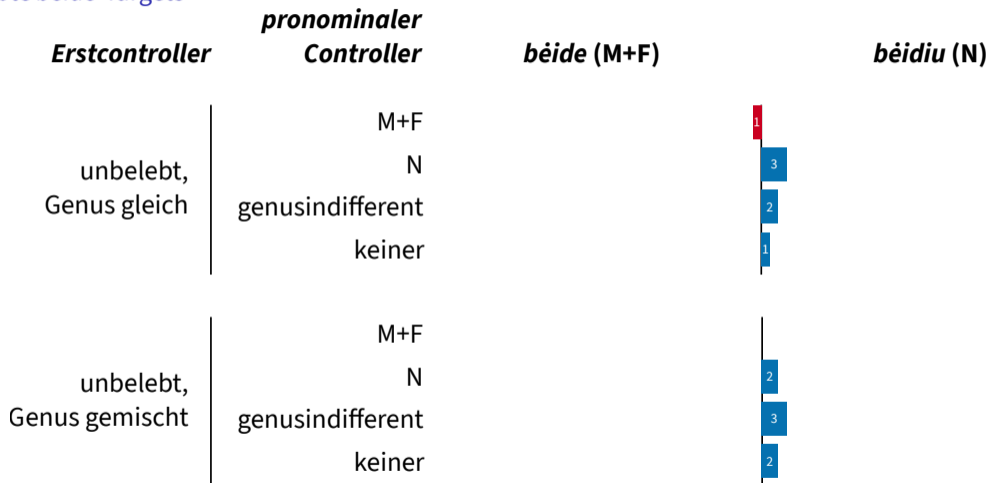 pronominaler
Erstcontroller Controller bėide (M+F) bėidiu (N)
M+F 1
unbelebt, N 3
Genus gleich genusindifferent 2
keiner 1
M+F
unbelebt, N 2
Genus gemischt genusindifferent 3
keiner 2